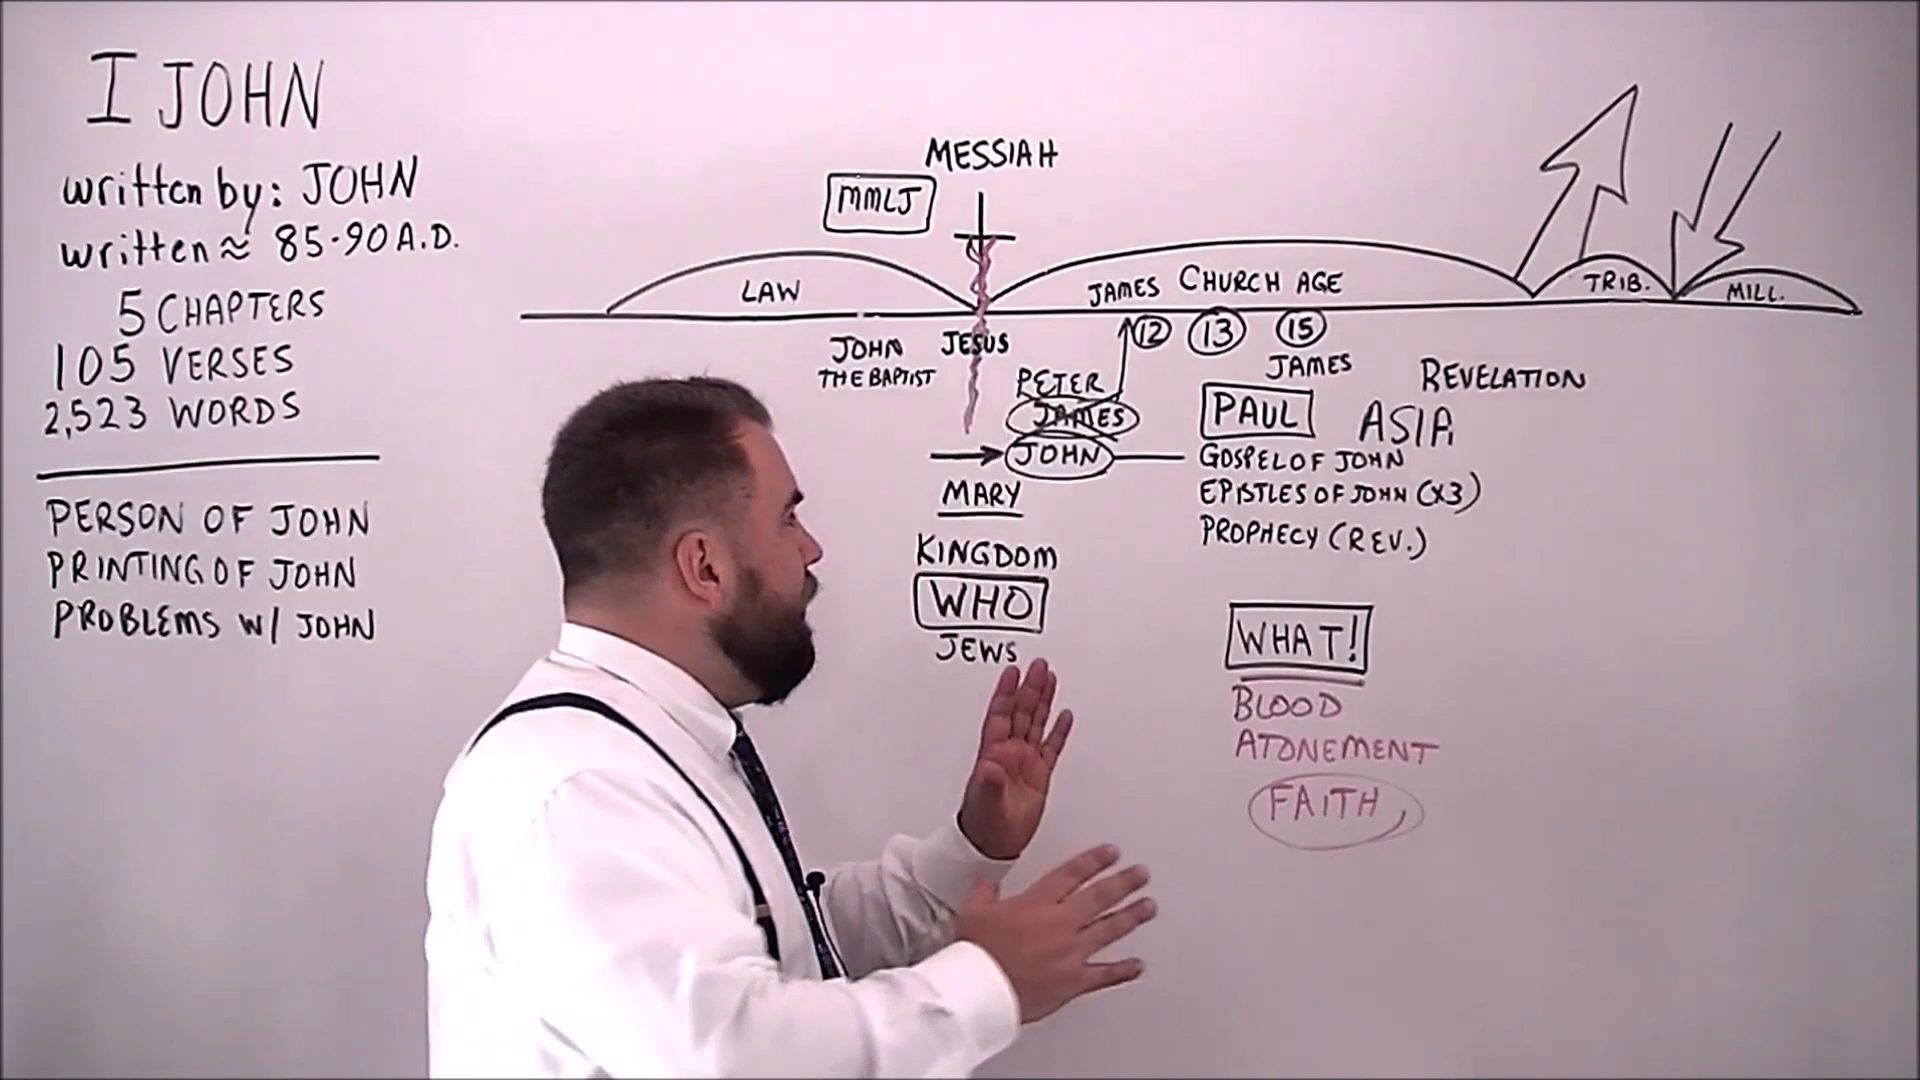 I JOHN
written by: JOHN
written ≈ 85-90 A.D.
5 CHAPTERS
105 VERSES
2,523 WORDS
PERSON OF JOHN
PRINTING OF JOHN
PROBLEMS W/ JOHN
MESSIAH
MMLJ
LAW
JAMES CHURCH AGE
TRIB.
MILL.
JOHN
THE BAPTIST
JESUS
12 13 15
JAMES
PETER
JAMES
JOHN
MARY
KINGDOM
WHO
JEWS
REVELATION
PAUL ASIA
GOSPEL OF JOHN
EPISTLES OF JOHN (X3)
PROPHECY (REV.)
WHAT!
BLOOD
ATONEMENT
FAITH